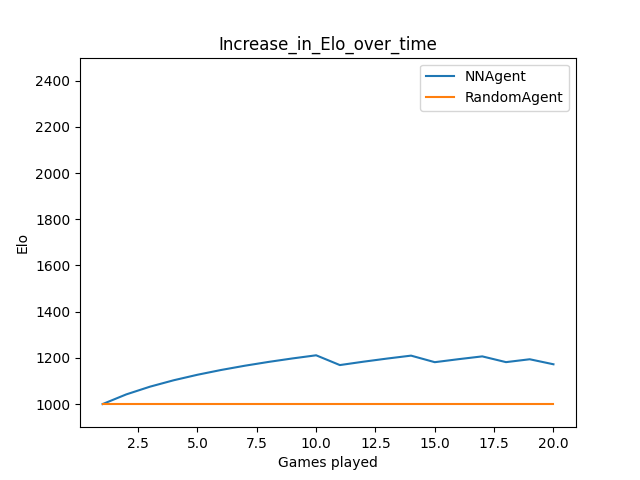 Increase_in_Elo_over_time
NNAgent
RandomAgent
2400
2200
2000
1800
1600
1400
1200
1000
Elo
2.5 5.0 7.5 10.0 12.5 15.0 17.5 20.0
Games played